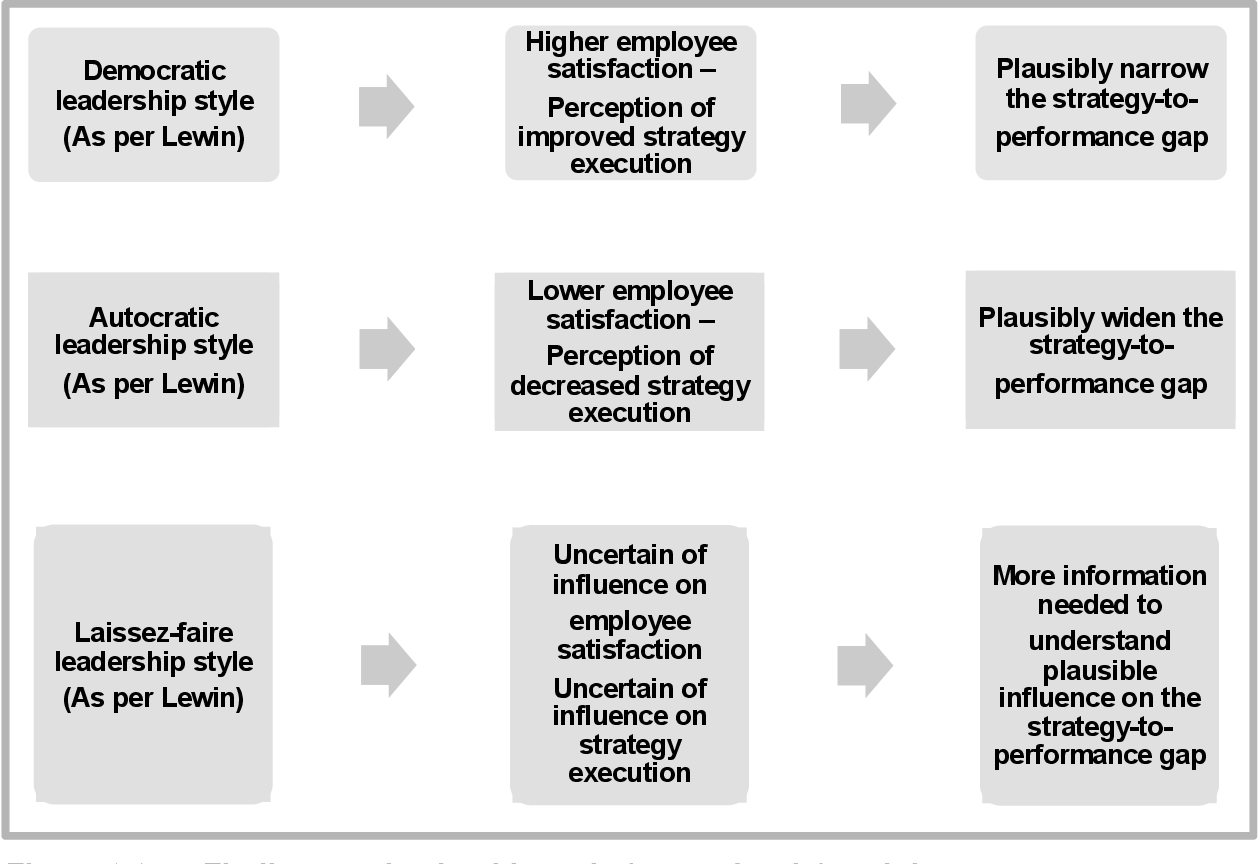 Democratic
leadership style
(As per Lewin)
Higher employee
satisfaction –
Perception of
improved strategy
execution
Plausibly narrow
the strategy-to-
performance gap
Autocratic
leadership style
(As per Lewin)
Lower employee
satisfaction –
Perception of
decreased strategy
execution
Plausibly widen the
strategy-to-
performance gap
Laissez-faire
leadership style
(As per Lewin)
Uncertain of
influence on
employee
satisfaction
Uncertain of
influence on
strategy
execution
More information
needed to
understand
plausible
influence on the
strategy-to-
performance gap